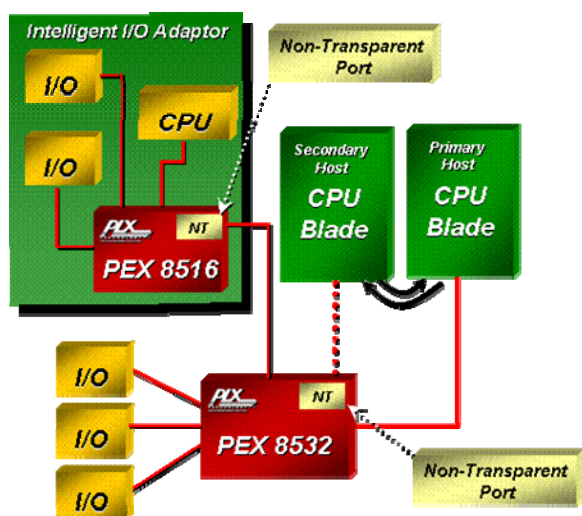 Intelligent I/O Adaptor
Non-Transparent
Port
I/O
CPU
I/O
PLX
NT
PEX 8516
Secondary
Host
CPU
Blade
Primary
Host
CPU
Blade
I/O
I/O
I/O
PLX
NT
PEX 8532
Non-Transparent
Port